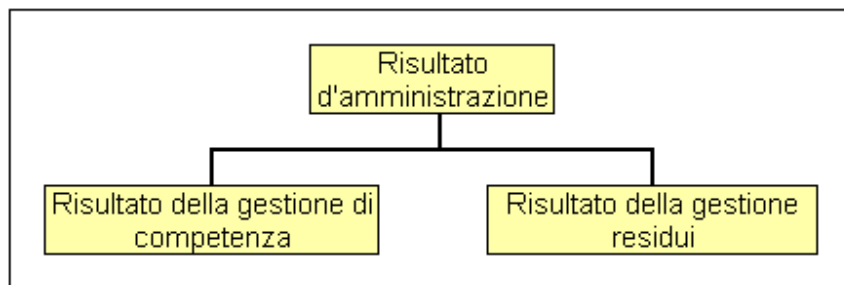 Risultato
d'amministrazione
Risultato della gestione di
competenza
Risultato della gestione
residui